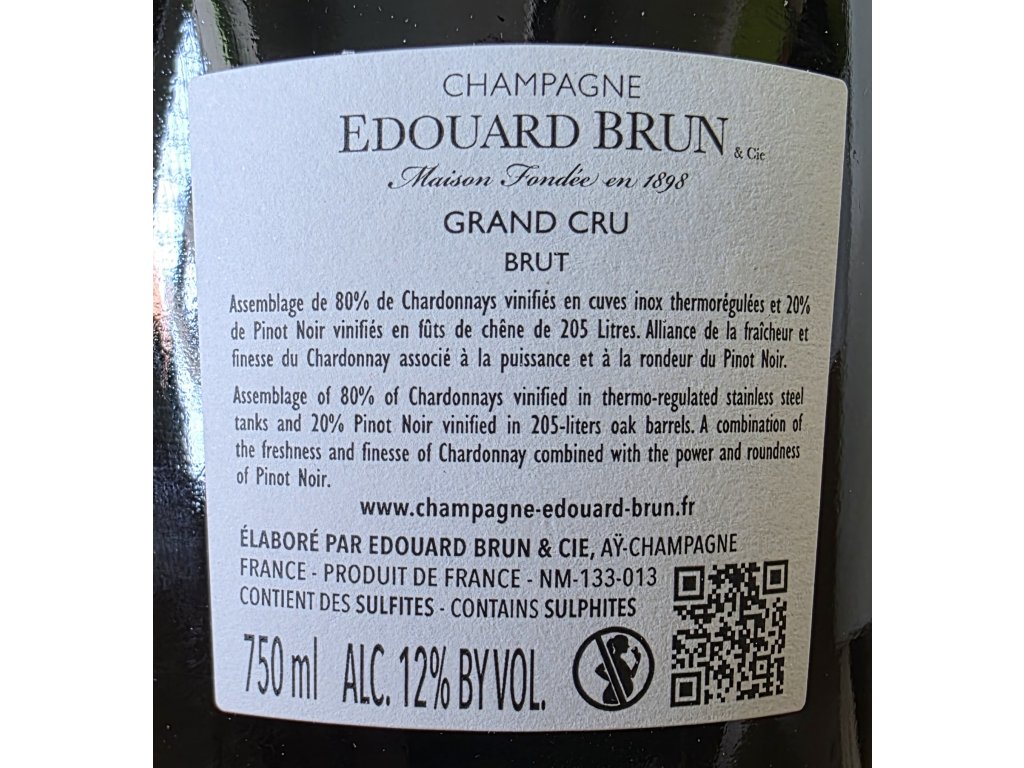 CHAMPAGNE
EDOUARD BRUN & Cie
Maison Fondée en 1898
GRAND CRU
BRUT
Assemblage de 80% de Chardonnays vinifiés en cuves inox thermorégulées et 20%
de Pinot Noir vinifiés en fûts de chêne de 205 Litres. Alliance de la fraîcheur et
finesse du Chardonnay associé à la puissance et à la rondeur du Pinot Noir.
Assemblage of 80% of Chardonnays vinified in thermo-regulated stainless steel
tanks and 20% Pinot Noir vinified in 205-liters oak barrels. A combination of
the freshness and finesse of Chardonnay combined with the power and roundness
of Pinot Noir.
www.champagne-edouard-brun.fr
ÉLABORÉ PAR EDOUARD BRUN & CIE, AŸ-CHAMPAGNE
FRANCE - PRODUIT DE FRANCE - NM-133-013
CONTIENT DES SULFITES - CONTAINS SULPHITES
750 ml ALC. 12% BY VOL.